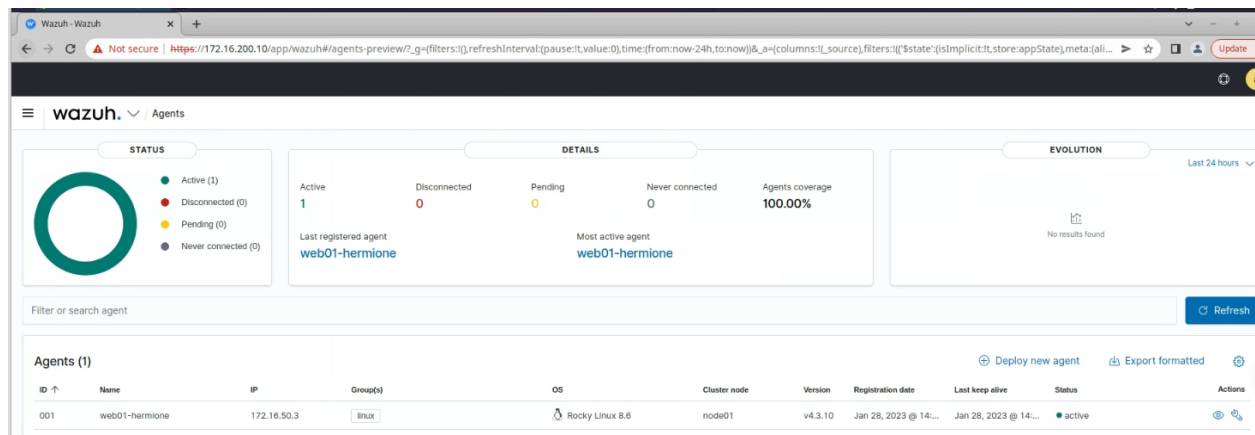 Wazuh - Wazuh
Not secure | https://172.16.200.10/app/wazuh#/agents-preview/?_g=(filters:!(),refreshInterval:(pause:!t,value:0),time:(from:now-24h,to:now))&_a=(columns:!(_source),filters:!(('$state':(isImplicit:!t,store:appState),meta:(ali... Update
wazuh. / Agents
STATUS
Active (1)
Disconnected (0)
Pending (0)
Never connected (0)
DETAILS
Active Disconnected Pending Never connected Agents coverage
1 0 0 0 100.00%
Last registered agent Most active agent
web01-hermione web01-hermione
EVOLUTION
Last 24 hours
No results found
Filter or search agent Refresh
Agents (1) Deploy new agent Export formatted
ID Name IP Group(s) OS Cluster node Version Registration date Last keep alive Status Actions
001 web01-hermione 172.16.50.3 linux Rocky Linux 8.6 node01 v4.3.10 Jan 28, 2023 @ 14:... Jan 28, 2023 @ 14:... active